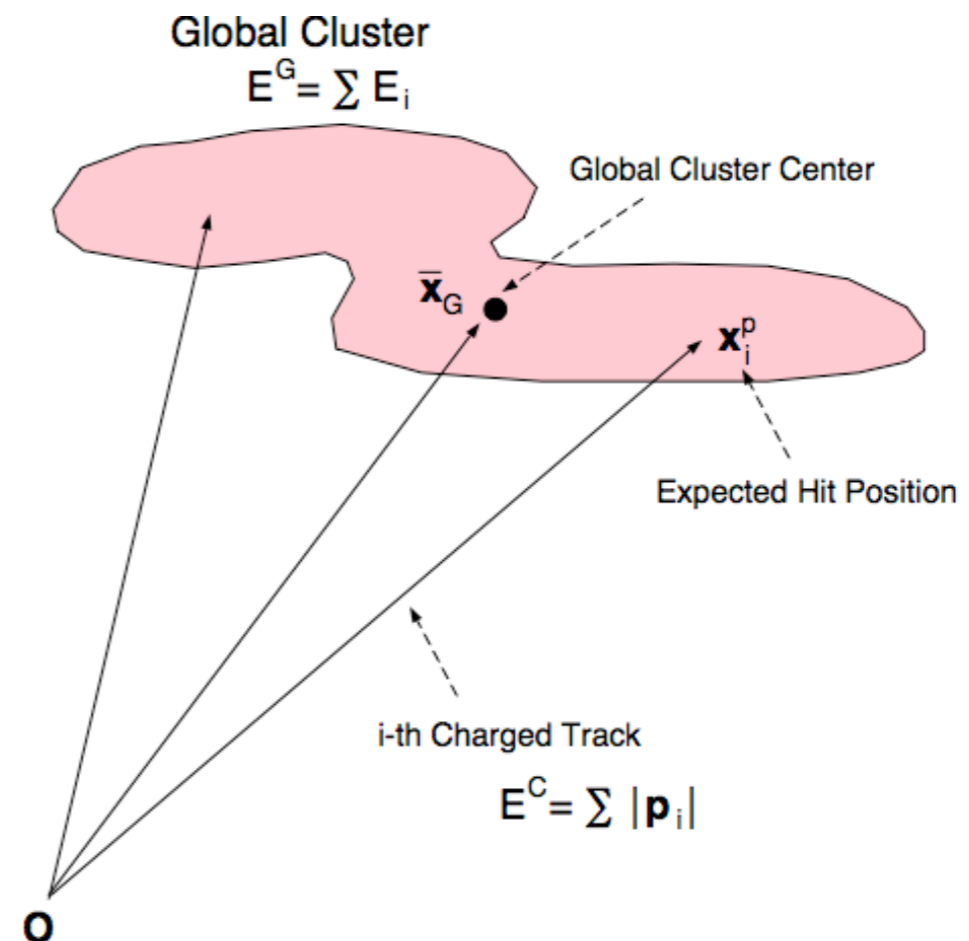 Global Cluster
E^G = ∑ E_i
Global Cluster Center
x̄_G
x_i^p
Expected Hit Position
i-th Charged Track
E^C = ∑ |p_i|
O